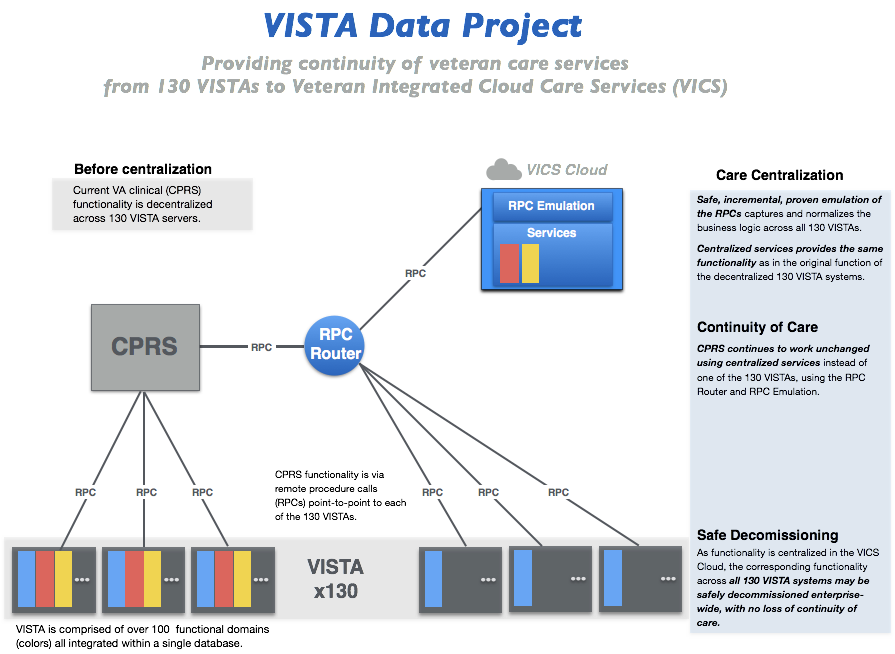 VISTA Data Project
Providing continuity of veteran care services
from 130 VISTAs to Veteran Integrated Cloud Care Services (VICS)
Before centralization
Current VA clinical (CPRS)
functionality is decentralized
across 130 VISTA servers.
VICS Cloud
RPC Emulation
Services
RPC
CPRS
RPC
RPC
Router
RPC
RPC
RPC
CPRS functionality is via
remote procedure calls
(RPCs) point-to-point to each
of the 130 VISTAs.
RPC
RPC
RPC
...
...
...
VISTA
x130
...
...
...
VISTA is comprised of over 100 functional domains
(colors) all integrated within a single database.
Care Centralization
Safe, incremental, proven emulation
of the RPCs captures and normalizes the
business logic across all 130 VISTAs.
Centralized services provides the same
functionality as in the original function of
the decentralized 130 VISTA systems.
Continuity of Care
CPRS continues to work unchanged
using centralized services instead of
one of the 130 VISTAs, using the RPC
Router and RPC Emulation.
Safe Decomissioning
As functionality is centralized in the VICS
Cloud, the corresponding functionality
across all 130 VISTA systems may be
safely decommissioned enterprise-
wide, with no loss of continuity of
care.